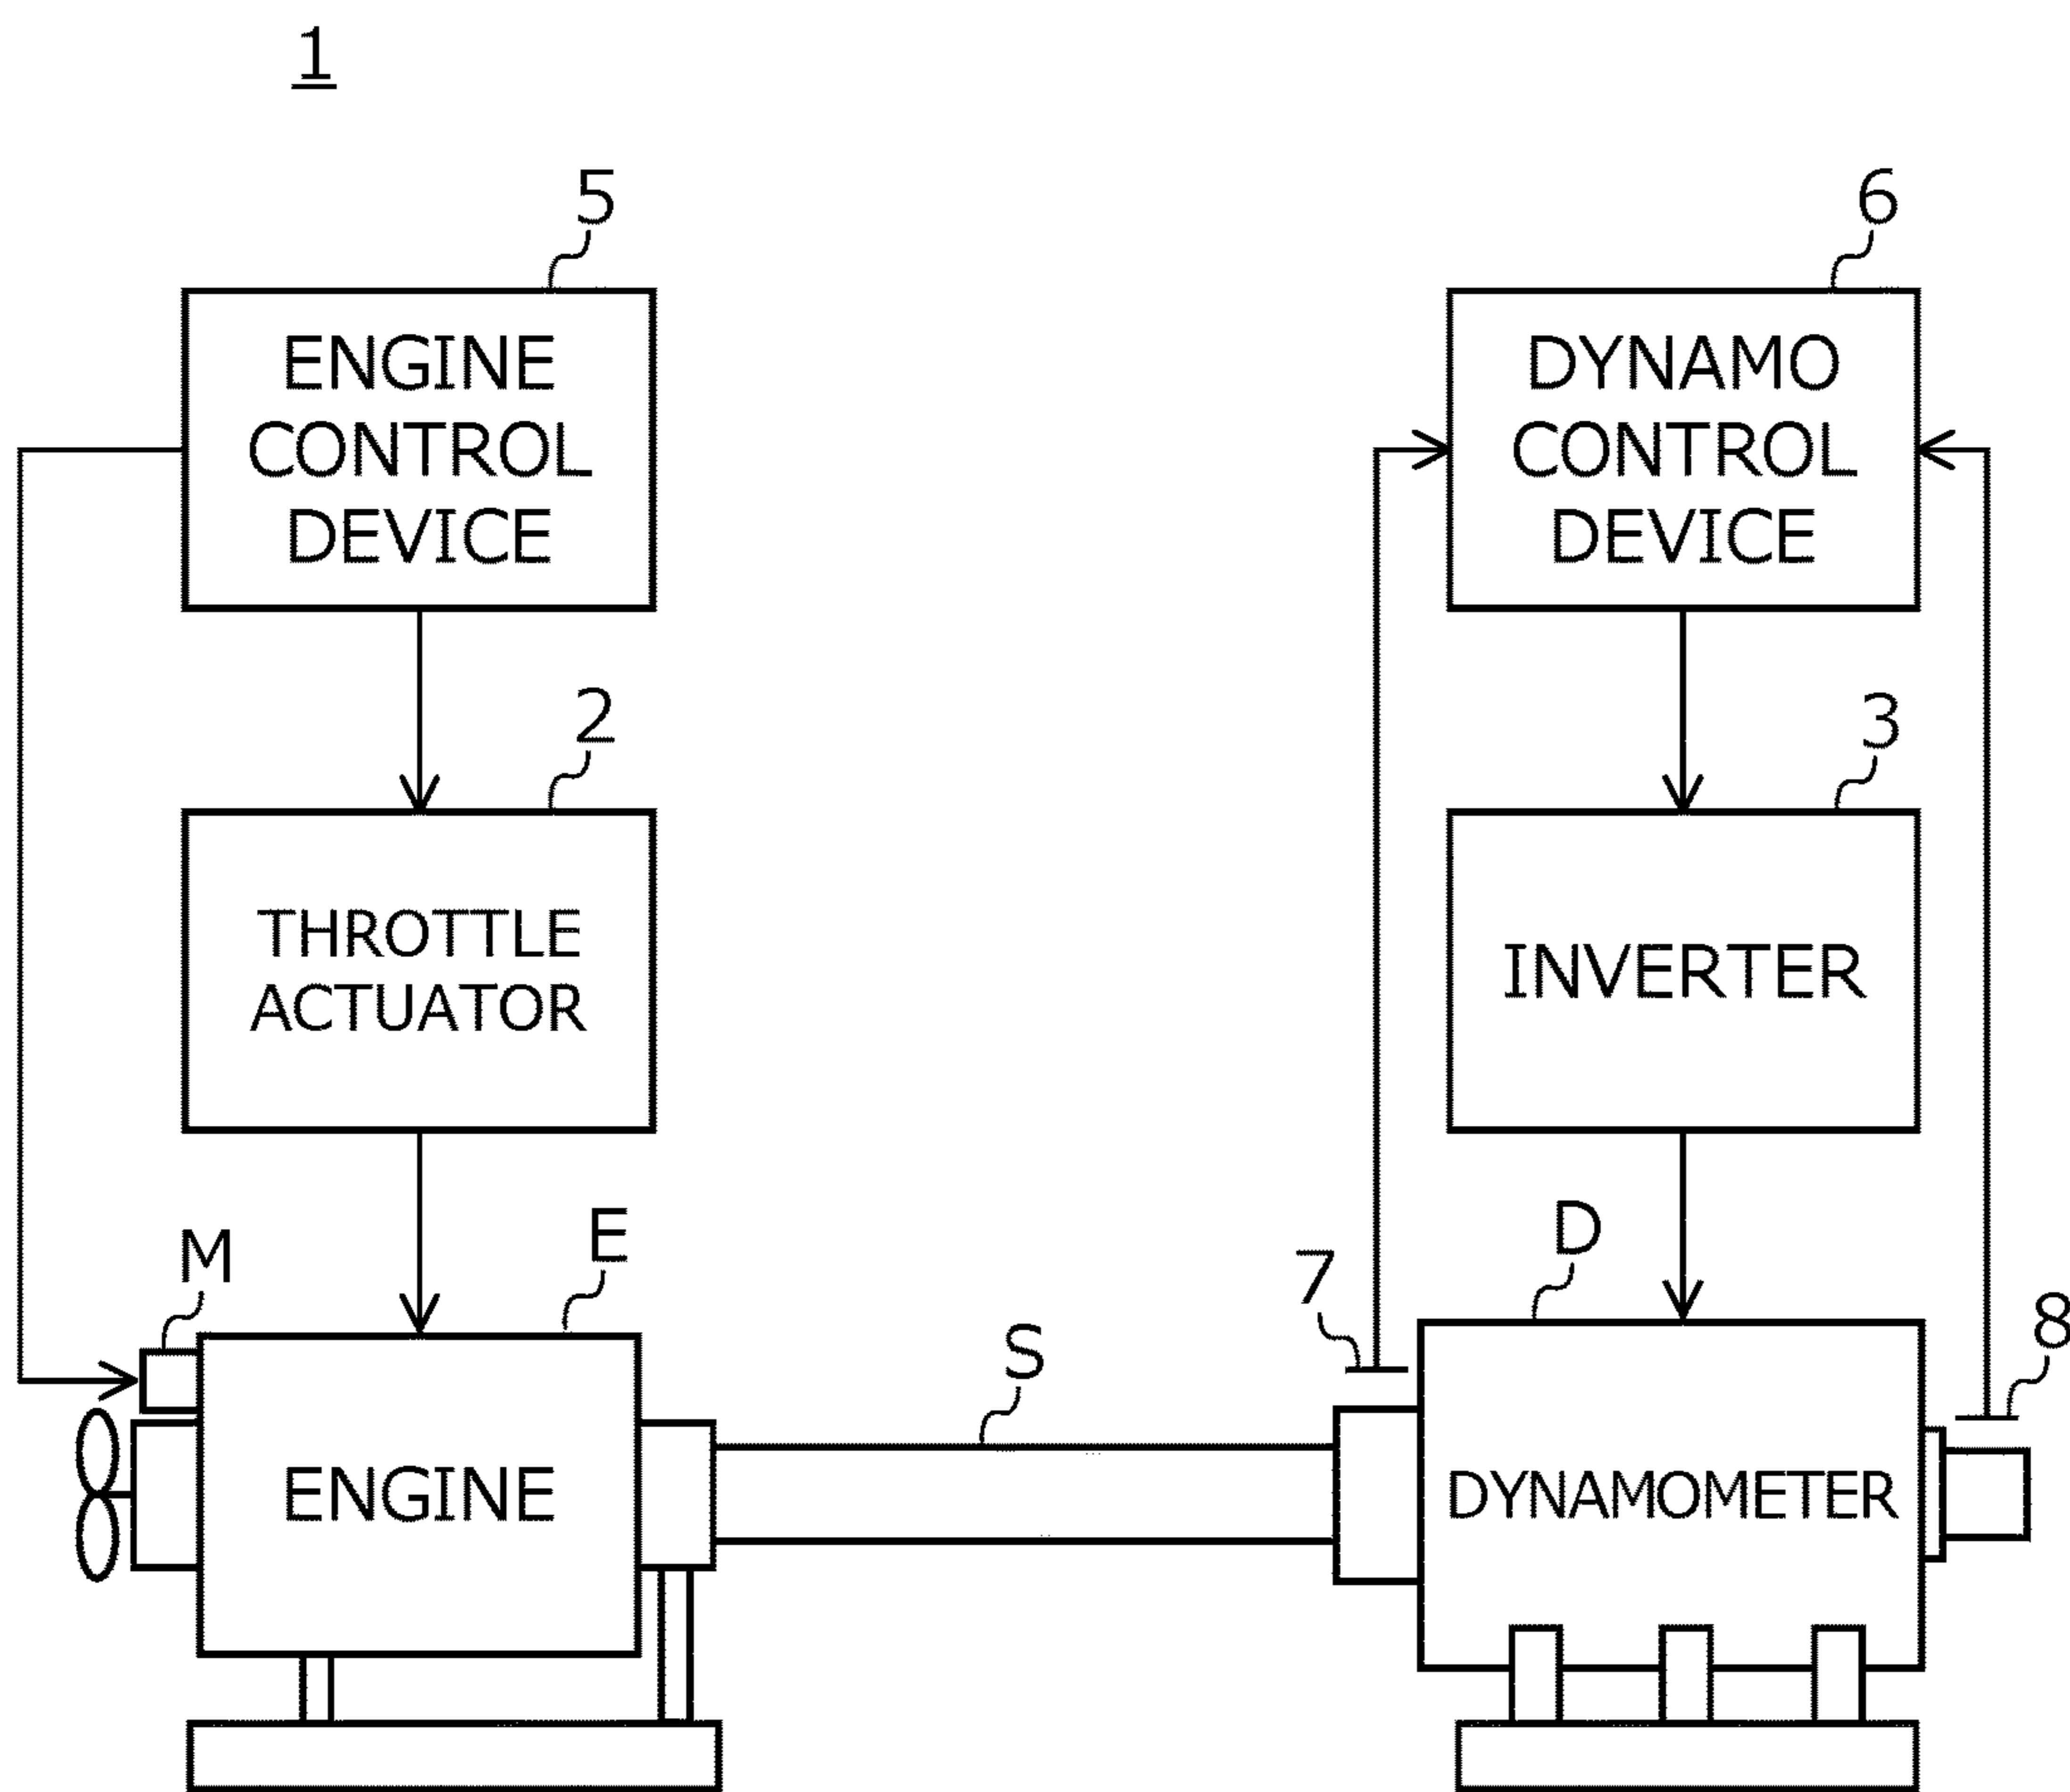 1
5
6
ENGINE
CONTROL
DEVICE
DYNAMO
CONTROL
DEVICE
2
3
THROTTLE
ACTUATOR
INVERTER
M
E
7
D
8
S
ENGINE
DYNAMOMETER